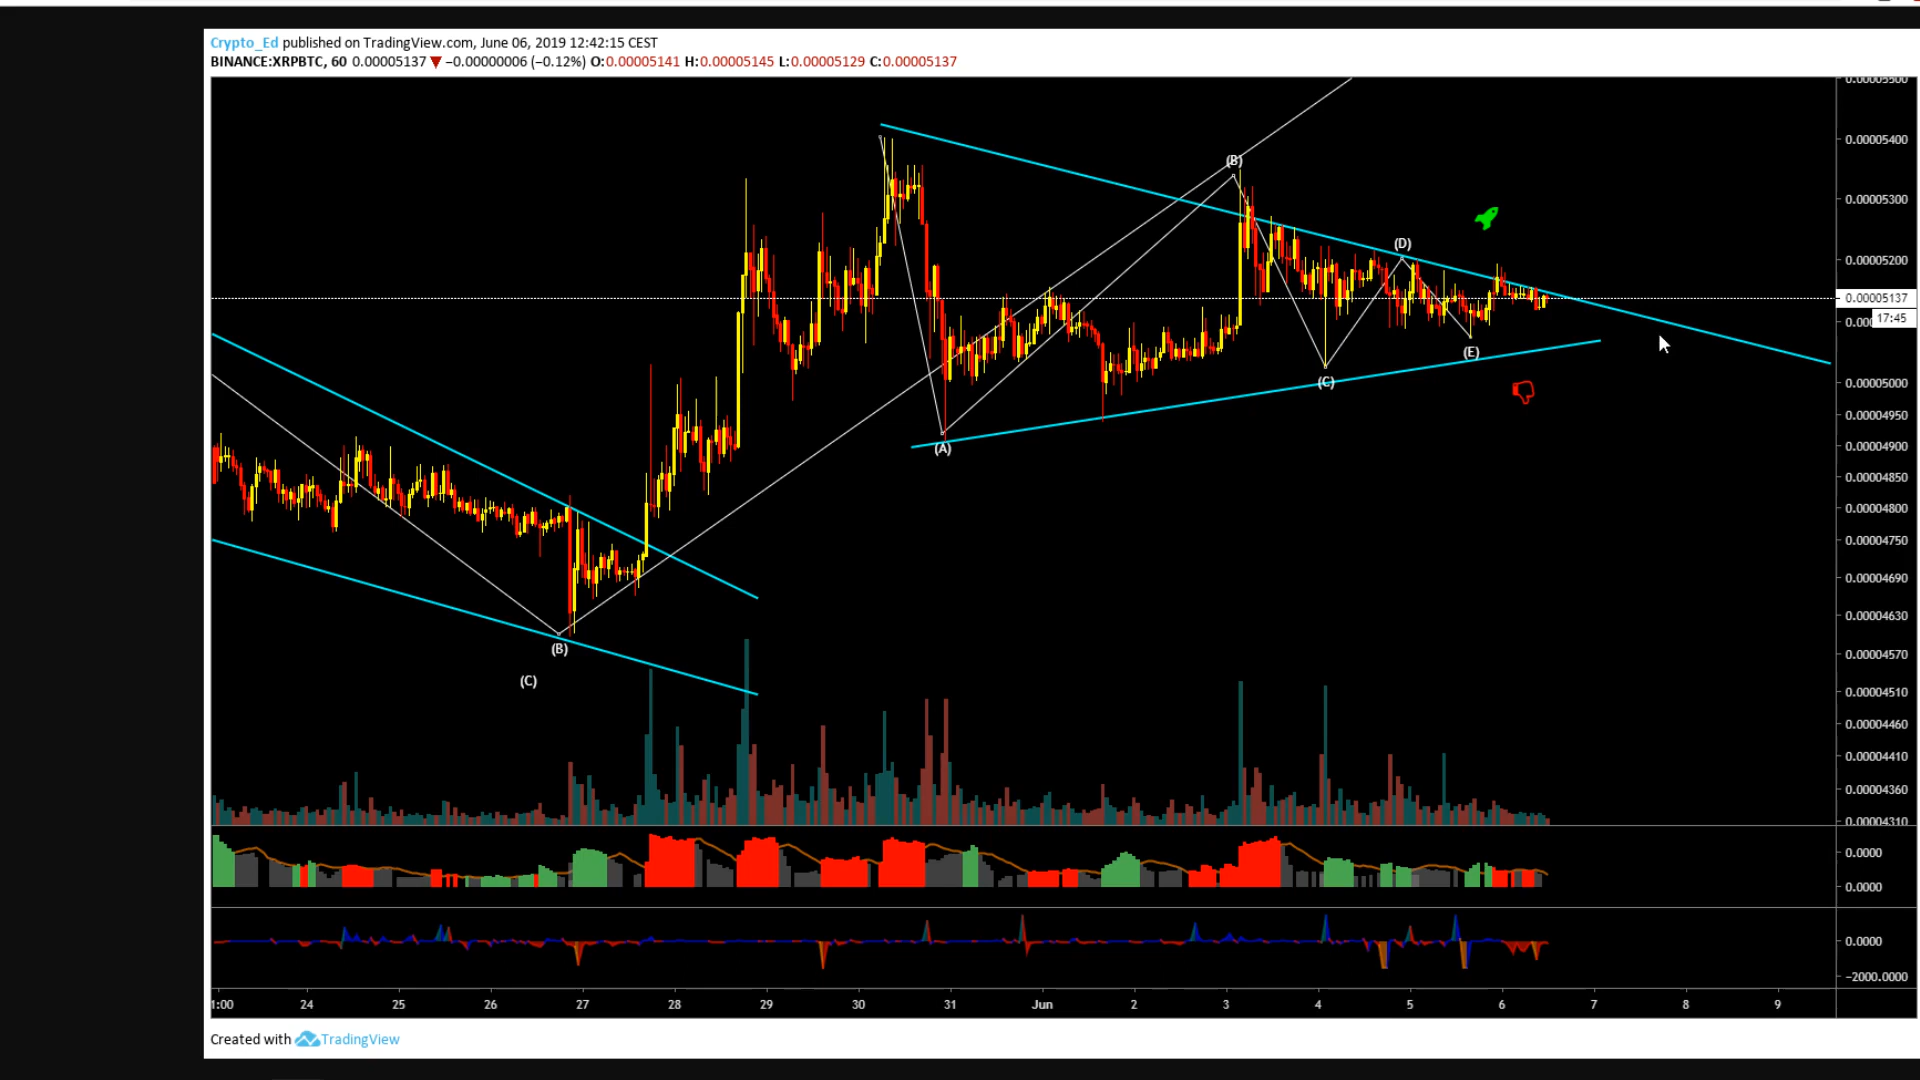 Crypto_Ed published on TradingView.com, June 06, 2019 12:42:15 CEST
BINANCE:XRPBTC, 60 0.00005137 ▼ −0.00000006 (−0.12%) O:0.00005141 H:0.00005145 L:0.00005129 C:0.00005137
0.00005500
0.00005400
(B)
0.00005300
(D)
0.00005200
0.00005137
17:45
(E)
(C)
0.00005000
0.00004950
(A)
0.00004900
0.00004850
0.00004800
0.00004750
0.00004690
0.00004630
(B)
0.00004570
(C)
0.00004510
0.00004460
0.00004410
0.00004360
0.00004310
0.0000
0.0000
0.0000
−2000.0000
1:00 24 25 26 27 28 29 30 31 Jun 2 3 4 5 6 7 8 9
Created with TradingView